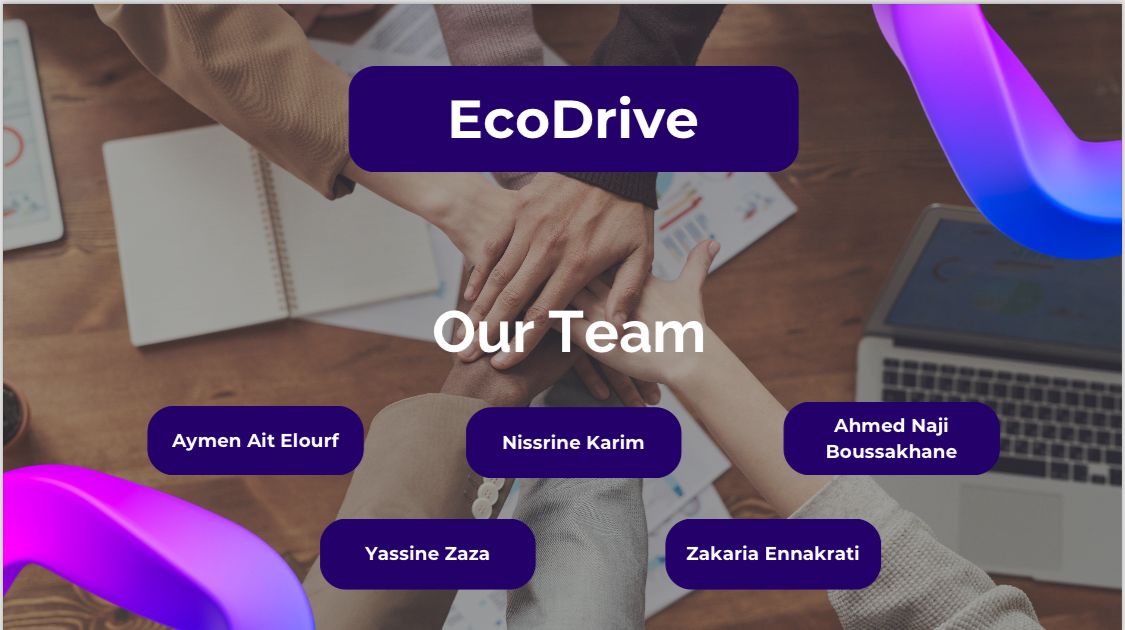 EcoDrive
Our Team
Aymen Ait Elourf
Nissrine Karim
Ahmed Naji
Boussakhane
Yassine Zaza
Zakaria Ennakrati